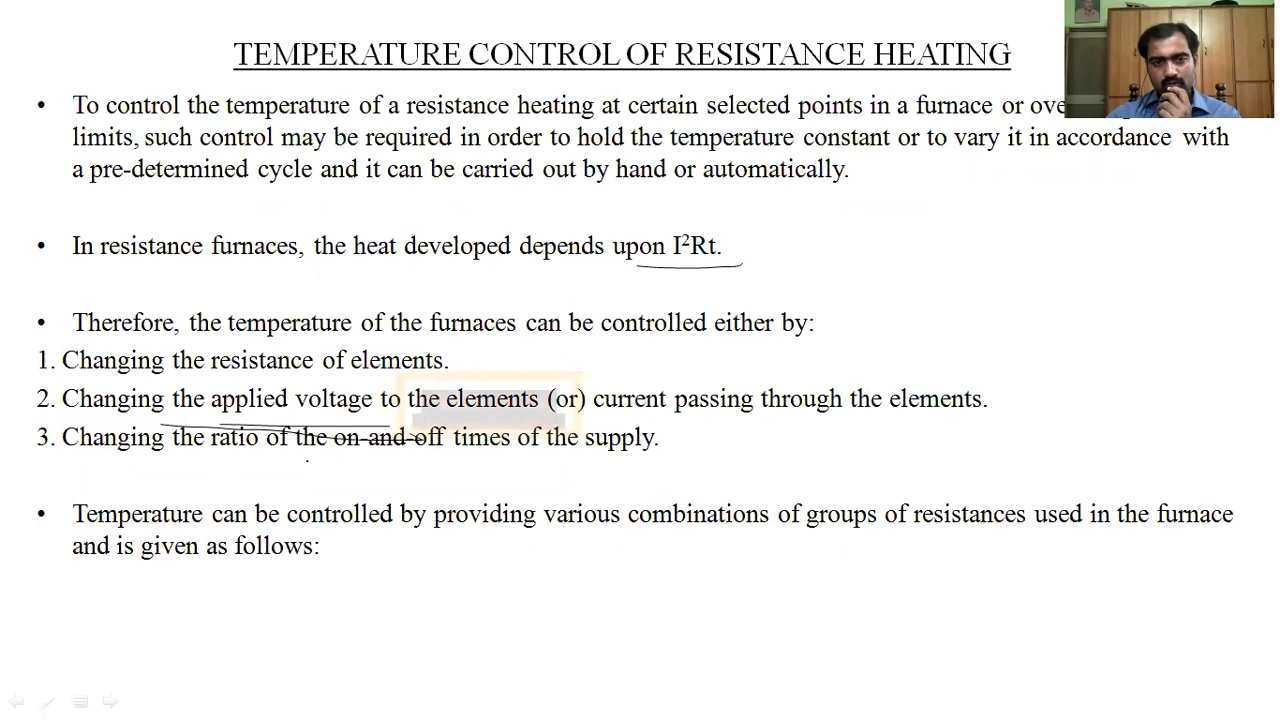 TEMPERATURE CONTROL OF RESISTANCE HEATING
• To control the temperature of a resistance heating at certain selected points in a furnace or
limits, such control may be required in order to hold the temperature constant or to vary it in accordance with
a pre-determined cycle and it can be carried out by hand or automatically.
• In resistance furnaces, the heat developed depends upon I²Rt.
• Therefore, the temperature of the furnaces can be controlled either by:
1. Changing the resistance of elements.
2. Changing the applied voltage to the elements (or) current passing through the elements.
3. Changing the ratio of the on-and-off times of the supply.
• Temperature can be controlled by providing various combinations of groups of resistances used in the furnace
and is given as follows: